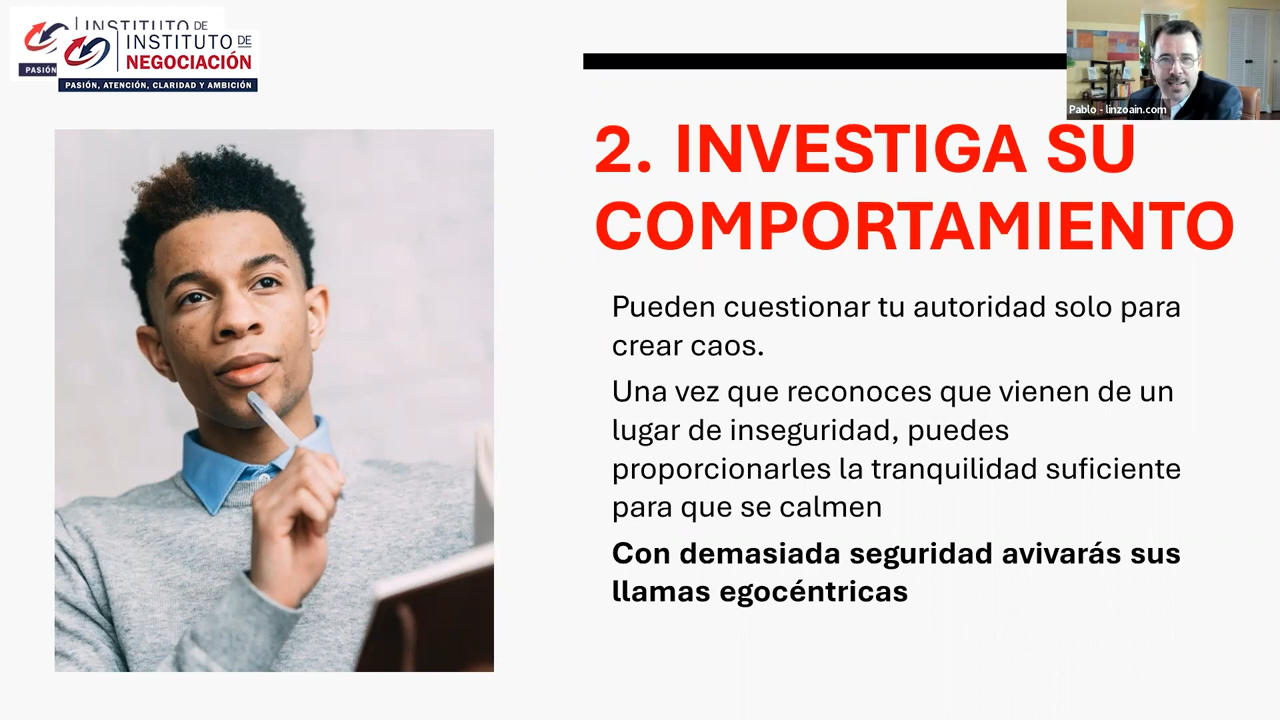 INSTITUTO DE
PASIÓN
INSTITUTO DE
NEGOCIACIÓN
PASIÓN, ATENCIÓN, CLARIDAD Y AMBICIÓN
Pablo - linzoain.com
2. INVESTIGA SU
COMPORTAMIENTO
Pueden cuestionar tu autoridad solo para
crear caos.
Una vez que reconoces que vienen de un
lugar de inseguridad, puedes
proporcionarles la tranquilidad suficiente
para que se calmen
Con demasiada seguridad avivarás sus
llamas egocéntricas